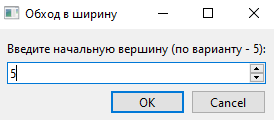 Обход в ширину
Введите начальную вершину (по варианту - 5):
5
OK
Cancel